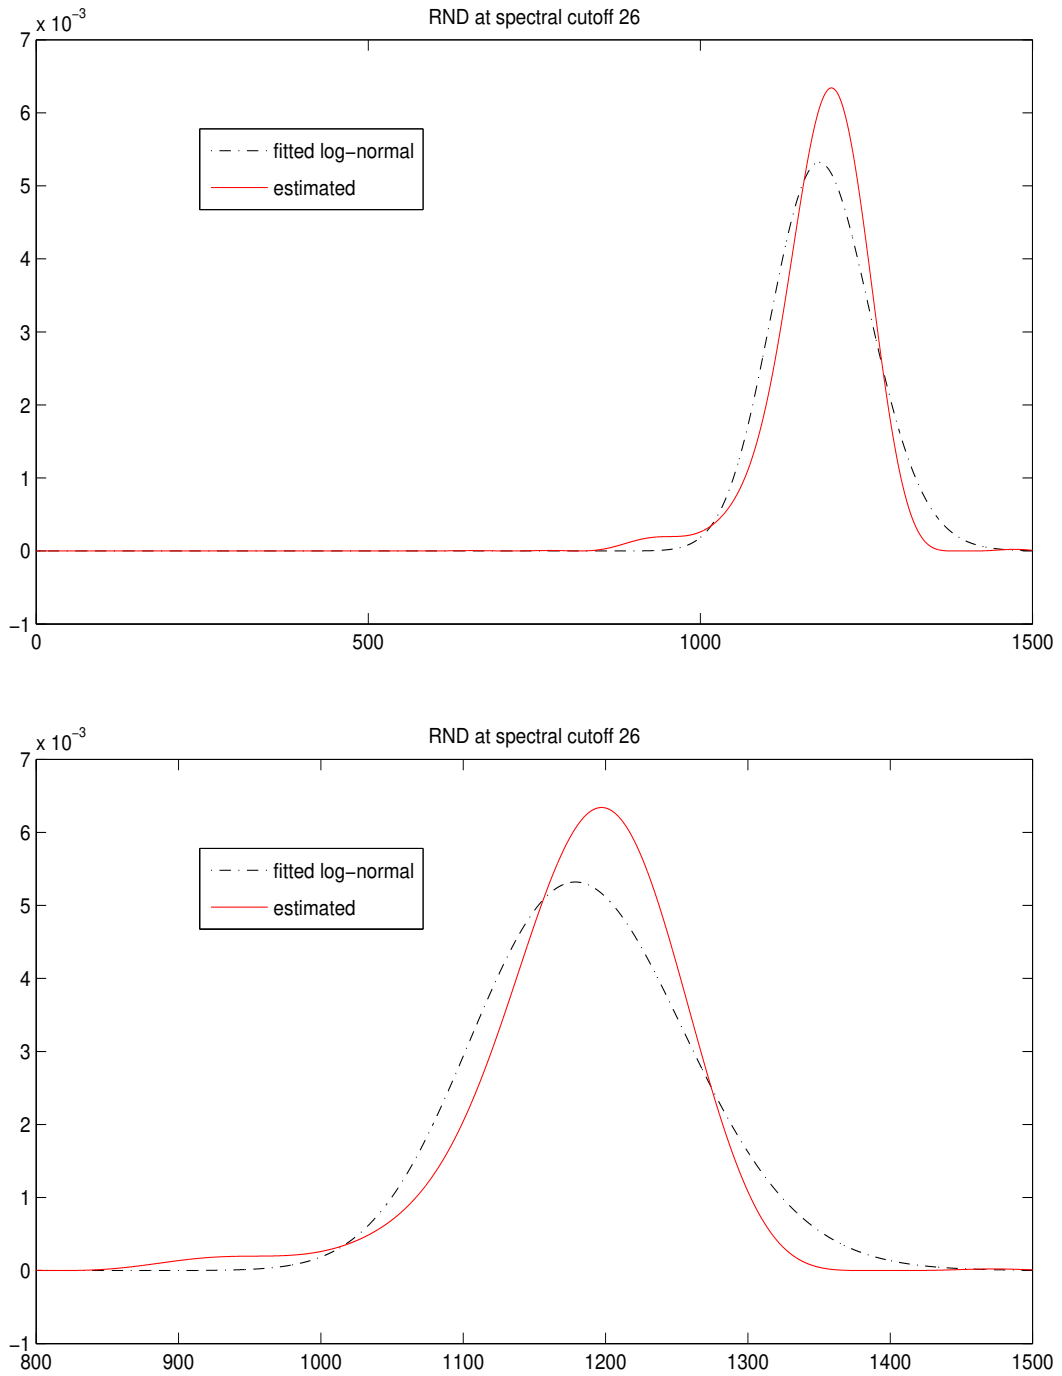 RND at spectral cutoff 26
x 10⁻³
7
6
5
4
3
2
1
0
−1
fitted log−normal
estimated
0 500 1000 1500
RND at spectral cutoff 26
x 10⁻³
7
6
5
4
3
2
1
0
−1
fitted log−normal
estimated
800 900 1000 1100 1200 1300 1400 1500